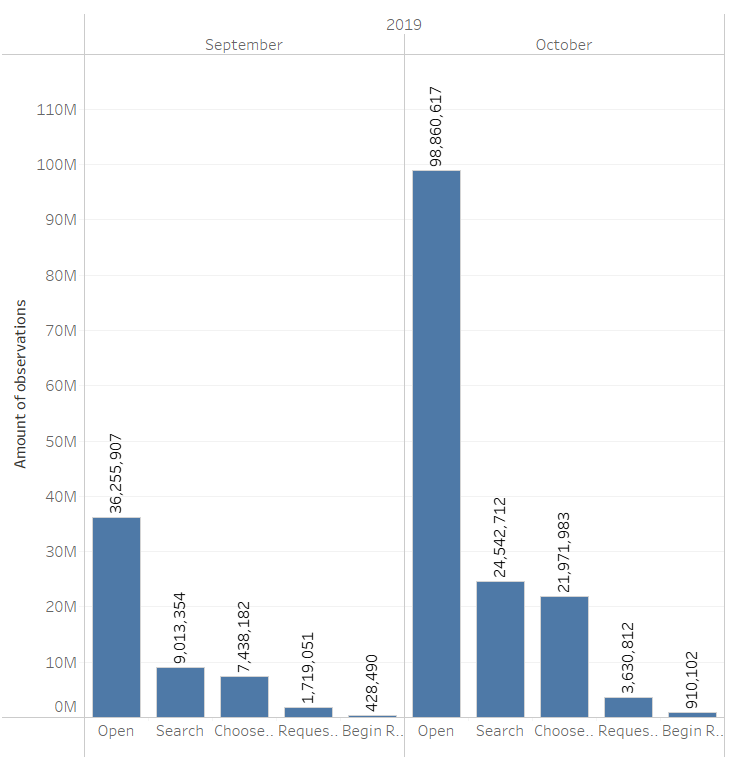 2019
September October
Amount of observations
110M
100M
90M
80M
70M
60M
50M
40M
30M
20M
10M
0M
36,255,907
9,013,354
7,438,182
1,719,051
428,490
98,860,617
24,542,712
21,971,983
3,630,812
910,102
Open Search Choose.. Reques.. Begin R.. Open Search Choose.. Reques.. Begin R..